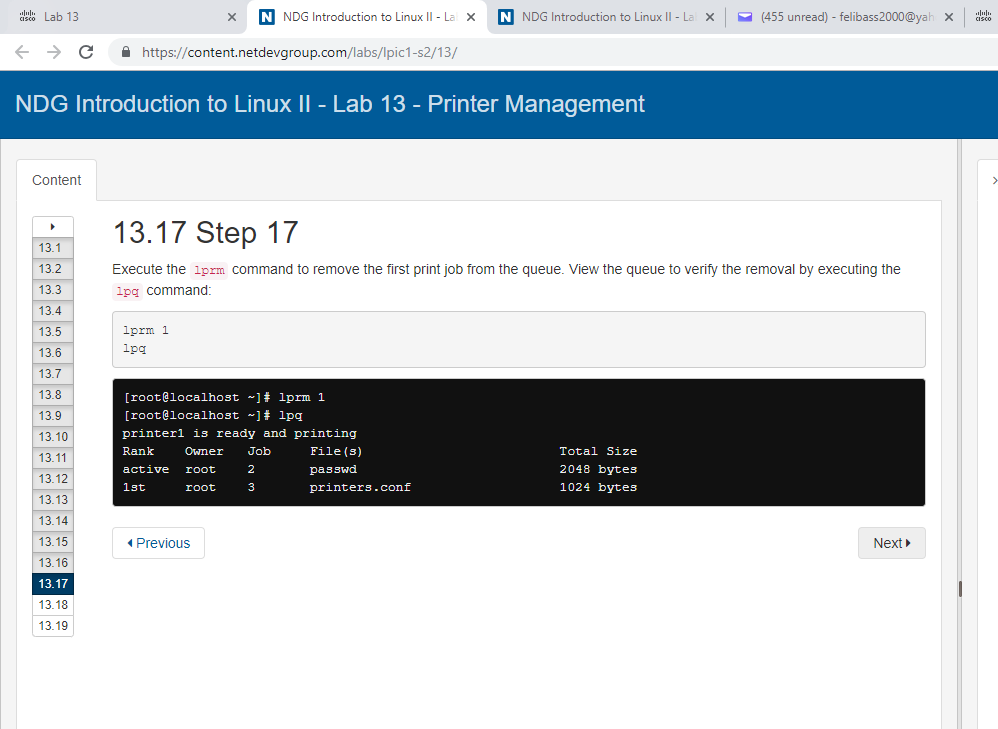 cisco Lab 13
N NDG Introduction to Linux II - La
N NDG Introduction to Linux II - La
(455 unread) - felibass2000@yah
cisco
https://content.netdevgroup.com/labs/lpic1-s2/13/
NDG Introduction to Linux II - Lab 13 - Printer Management
Content
13.1
13.2
13.3
13.4
13.5
13.6
13.7
13.8
13.9
13.10
13.11
13.12
13.13
13.14
13.15
13.16
13.17
13.18
13.19
13.17 Step 17
Execute the lprm command to remove the first print job from the queue. View the queue to verify the removal by executing the
lpq command:
lprm 1
lpq
[root@localhost ~]# lprm 1
[root@localhost ~]# lpq
printer1 is ready and printing
Rank Owner Job File(s) Total Size
active root 2 passwd 2048 bytes
1st root 3 printers.conf 1024 bytes
Previous
Next